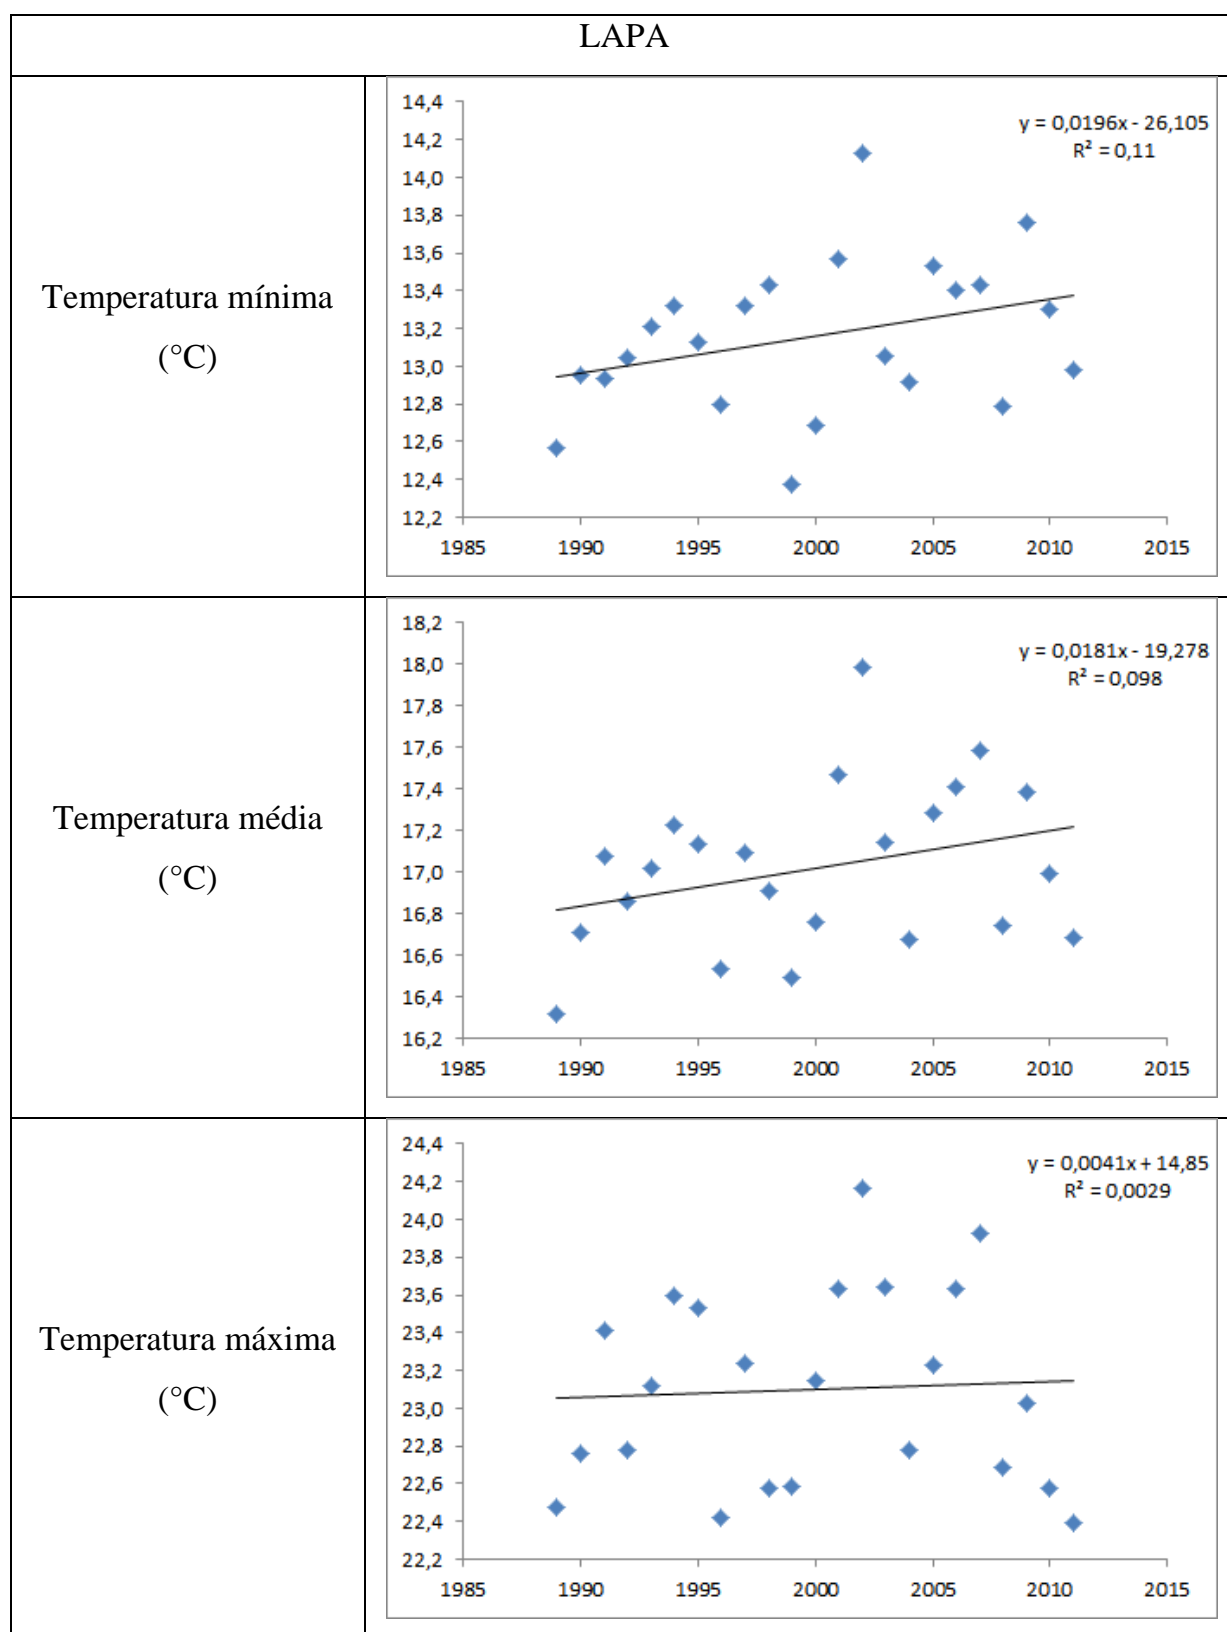 LAPA
Temperatura mínima
(°C)
14,4
14,2
14,0
13,8
13,6
13,4
13,2
13,0
12,8
12,6
12,4
12,2
y = 0,0196x - 26,105
R² = 0,11
1985 1990 1995 2000 2005 2010 2015
Temperatura média
(°C)
18,2
18,0
17,8
17,6
17,4
17,2
17,0
16,8
16,6
16,4
16,2
y = 0,0181x - 19,278
R² = 0,098
1985 1990 1995 2000 2005 2010 2015
Temperatura máxima
(°C)
24,4
24,2
24,0
23,8
23,6
23,4
23,2
23,0
22,8
22,6
22,4
22,2
y = 0,0041x + 14,85
R² = 0,0029
1985 1990 1995 2000 2005 2010 2015